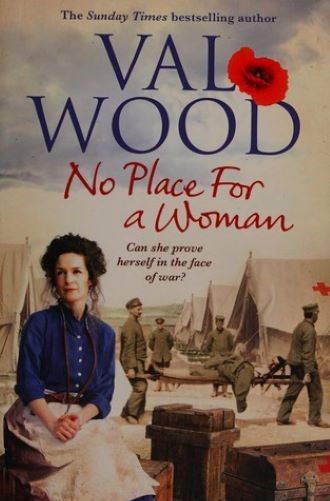 The Sunday Times bestselling author
VAL
WOOD
No Place For
a Woman
Can she prove
herself in the face
of war?